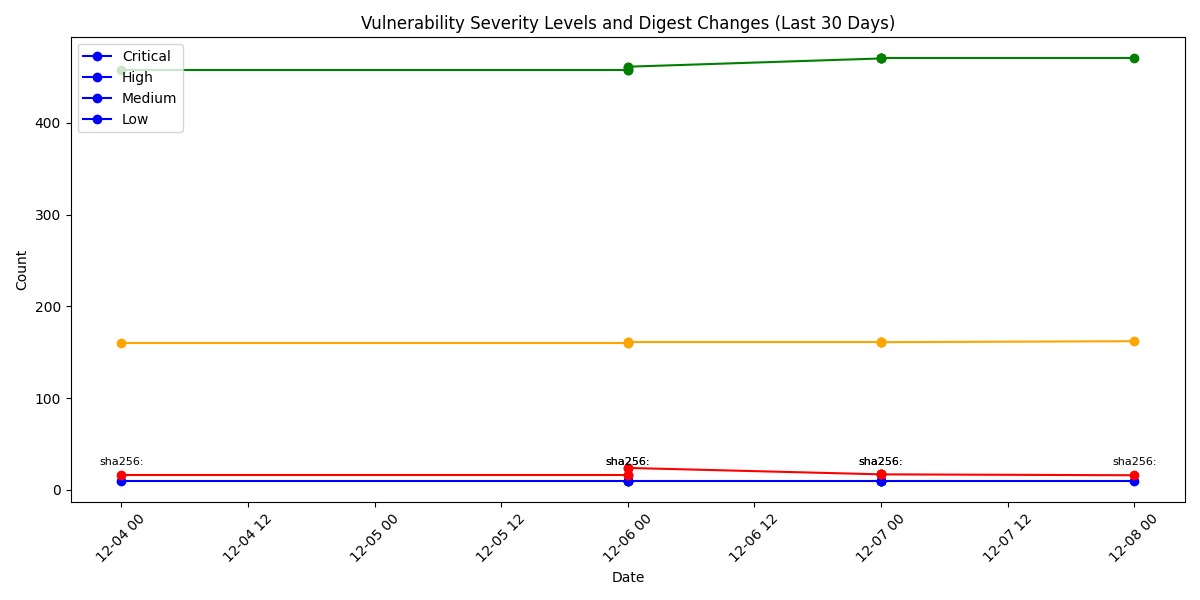 Vulnerability Severity Levels and Digest Changes (Last 30 Days)
Critical
High
Medium
Low
Count
400
300
200
100
0
sha256:
sha256:
sha256:
sha256:
12-04 00
12-04 12
12-05 00
12-05 12
12-06 00
12-06 12
12-07 00
12-07 12
12-08 00
Date